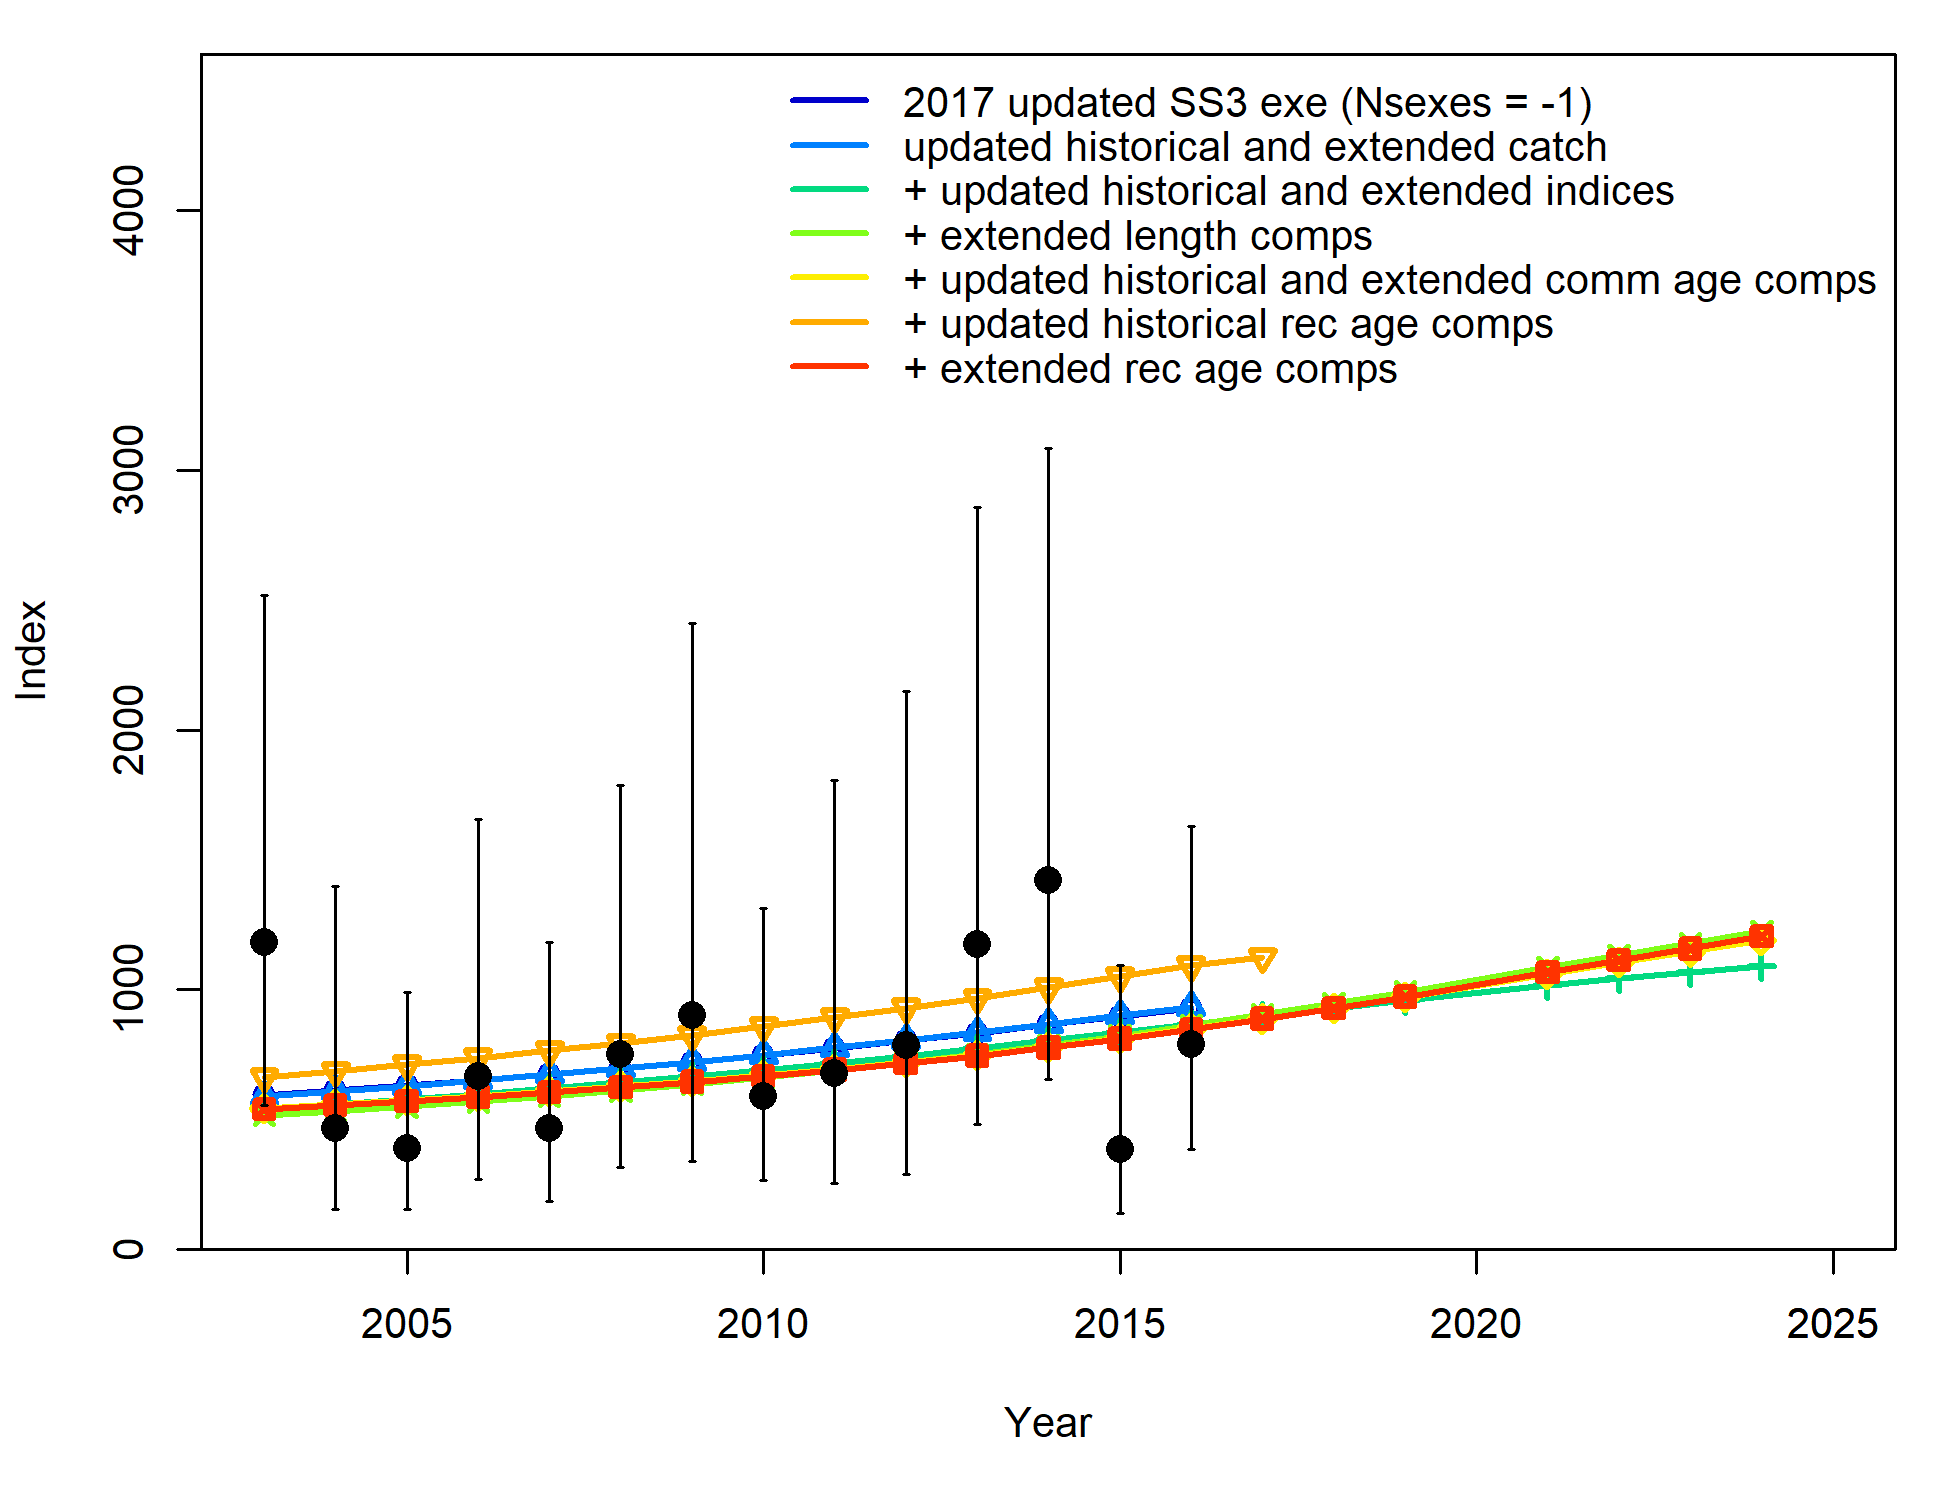 2017 updated SS3 exe (Nsexes = -1)
updated historical and extended catch
+ updated historical and extended indices
+ extended length comps
+ updated historical and extended comm age comps
+ updated historical rec age comps
+ extended rec age comps
4000
3000
2000
1000
0
Index
2005 2010 2015 2020 2025
Year